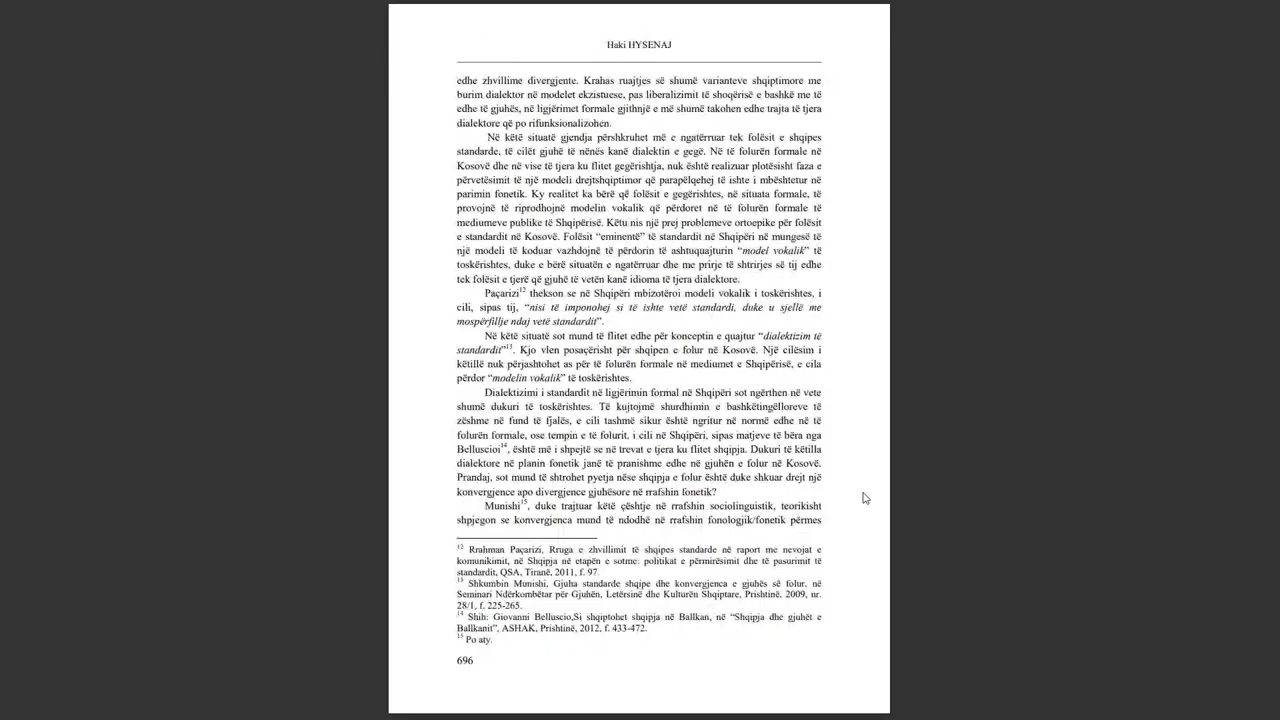 Haki HYSENAJ
edhe zhvillime divergjente. Krahas ruajtjes së shumë varianteve shqiptimore me
burim dialektor në modelet ekzistuese, pas liberalizimit të shoqërisë e bashkë me të
edhe të gjuhës, në ligjërimet formale gjithnjë e më shumë takohen edhe trajta të tjera
dialektore që po rifunksionalizohen.
Në këtë situatë gjendja përshkruhet më e ngatërruar tek folësit e shqipes
standarde, të cilët gjuhë të nënës kanë dialektin e gegë. Në të folurën formale në
Kosovë dhe në vise të tjera ku flitet gegërishtja, nuk është realizuar plotësisht faza e
përvetësimit të një modeli drejtshqiptimor që parapëlqehej të ishte i mbështetur në
parimin fonetik. Ky realitet ka bërë që folësit e gegërishtes, në situata formale, të
provojnë të riprodhojnë modelin vokalik që përdoret në të folurën formale të
mediumeve publike të Shqipërisë. Këtu nis një prej problemeve ortoepike për folësit
e standardit në Kosovë. Folësit “eminentë” të standardit në Shqipëri në mungesë të
një modeli të koduar vazhdojnë të përdorin të ashtuquajturin “model vokalik” të
toskërishtes, duke e bërë situatën e ngatërruar dhe me prirje të shtrirjes së tij edhe
tek folësit e tjerë që gjuhë të vetën kanë idioma të tjera dialektore.
Paçarizi12 thekson se në Shqipëri mbizotëroi modeli vokalik i toskërishtes, i
cili, sipas tij, “nisi të imponohej si të ishte vetë standardi, duke u sjellë me
mospërfillje ndaj vetë standardit”.
Në këtë situatë sot mund të flitet edhe për konceptin e quajtur “dialektizim të
standardit”13. Kjo vlen posaçërisht për shqipen e folur në Kosovë. Një cilësim i
këtillë nuk përjashtohet as për të folurën formale në mediumet e Shqipërisë, e cila
përdor “modelin vokalik” të toskërishtes.
Dialektizimi i standardit në ligjërimin formal në Shqipëri sot ngërthen në vete
shumë dukuri të toskërishtes. Të kujtojmë shurdhimin e bashkëtingëlloreve të
zëshme në fund të fjalës, e cili tashmë sikur është ngritur në normë edhe në të
folurën formale, ose tempin e të folurit, i cili në Shqipëri, sipas matjeve të bëra nga
Belluscioi14, është më i shpejtë se në trevat e tjera ku flitet shqipja. Dukuri të këtilla
dialektore në planin fonetik janë të pranishme edhe në gjuhën e folur në Kosovë.
Prandaj, sot mund të shtrohet pyetja nëse shqipja e folur është duke shkuar drejt një
konvergjence apo divergjence gjuhësore në rrafshin fonetik?
Munishi15, duke trajtuar këtë çështje në rrafshin sociolinguistik, teorikisht
shpjegon se konvergjenca mund të ndodhë në rrafshin fonologjik/fonetik përmes
12 Rrahman Paçarizi, Rruga e zhvillimit të shqipes standarde në raport me nevojat e
komunikimit, në Shqipja në etapën e sotme: politikat e përmirësimit dhe të pasurimit të
standardit, QSA, Tiranë, 2011, f. 97.
13 Shkumbin Munishi, Gjuha standarde shqipe dhe konvergjenca e gjuhës së folur, në
Seminari Ndërkombëtar për Gjuhën, Letërsinë dhe Kulturën Shqiptare, Prishtinë, 2009, nr.
28/1, f. 225-265.
14 Shih: Giovanni Belluscio,Si shqiptohet shqipja në Ballkan, në “Shqipja dhe gjuhët e
Ballkanit”, ASHAK, Prishtinë, 2012, f. 433-472.
15 Po aty.
696